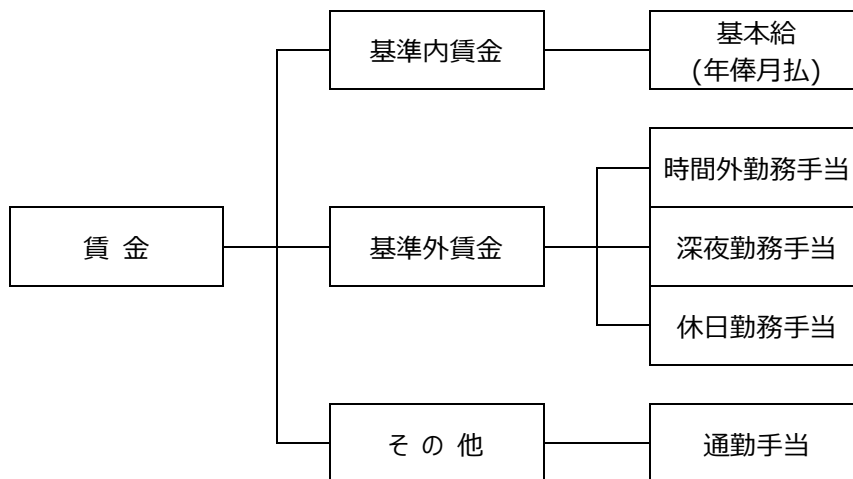 基準内賃金
基本給
(年俸月払)
時間外勤務手当
賃 金
基準外賃金
深夜勤務手当
休日勤務手当
そ の 他
通勤手当